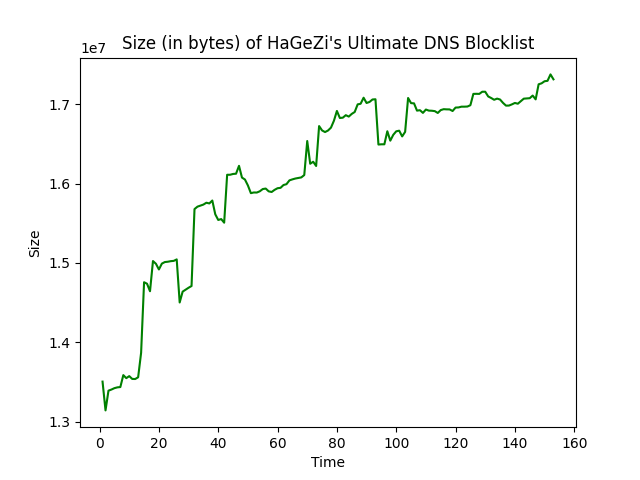 Size (in bytes) of HaGeZi's Ultimate DNS Blocklist
1e7
1.7
1.6
1.5
1.4
1.3
Size
0 20 40 60 80 100 120 140 160
Time